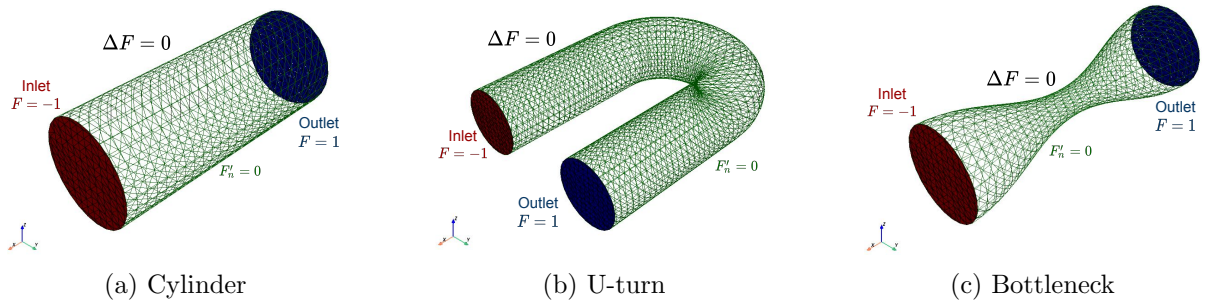 ΔF = 0
Inlet
F = −1
Outlet
F = 1
F′ₙ = 0
z
x
y
(a) Cylinder
ΔF = 0
Inlet
F = −1
F′ₙ = 0
Outlet
F = 1
z
x
y
(b) U-turn
ΔF = 0
Inlet
F = −1
Outlet
F = 1
F′ₙ = 0
z
x
y
(c) Bottleneck